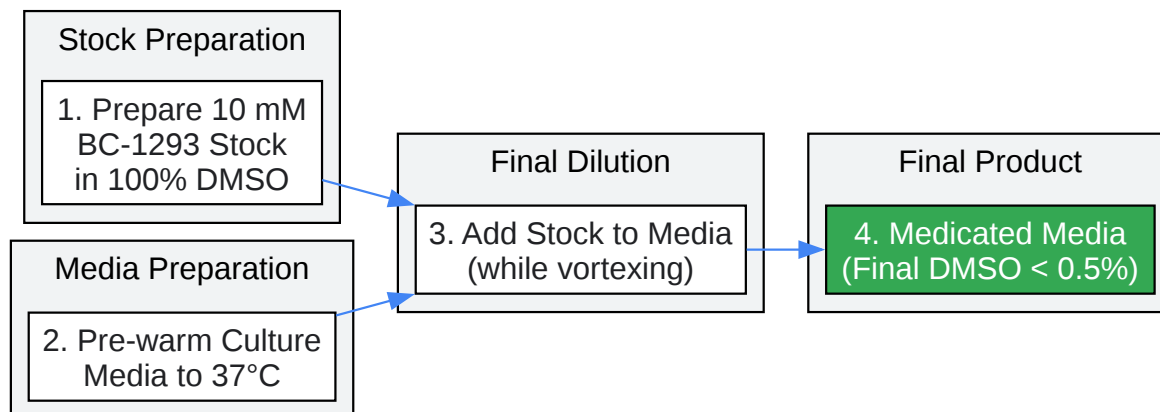 Stock Preparation
1. Prepare 10 mM
BC-1293 Stock
in 100% DMSO
Media Preparation
2. Pre-warm Culture
Media to 37°C
Final Dilution
3. Add Stock to Media
(while vortexing)
Final Product
4. Medicated Media
(Final DMSO < 0.5%)